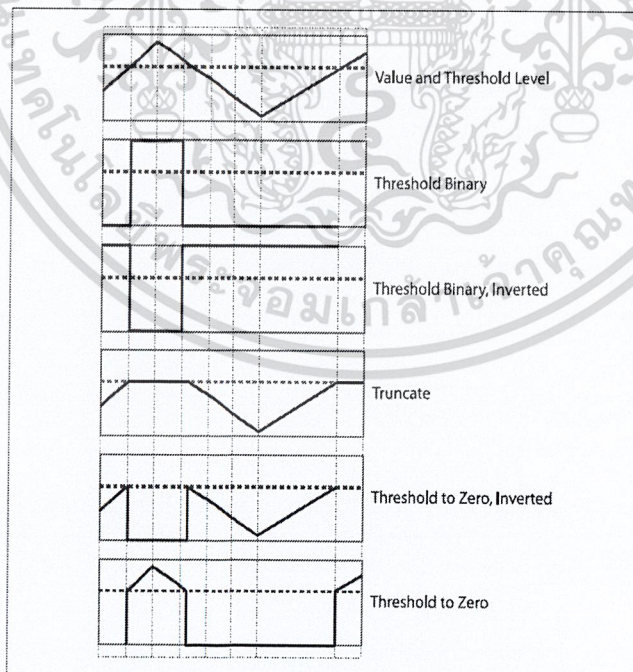 Value and Threshold Level
Threshold Binary
Threshold Binary, Inverted
Truncate
Threshold to Zero, Inverted
Threshold to Zero